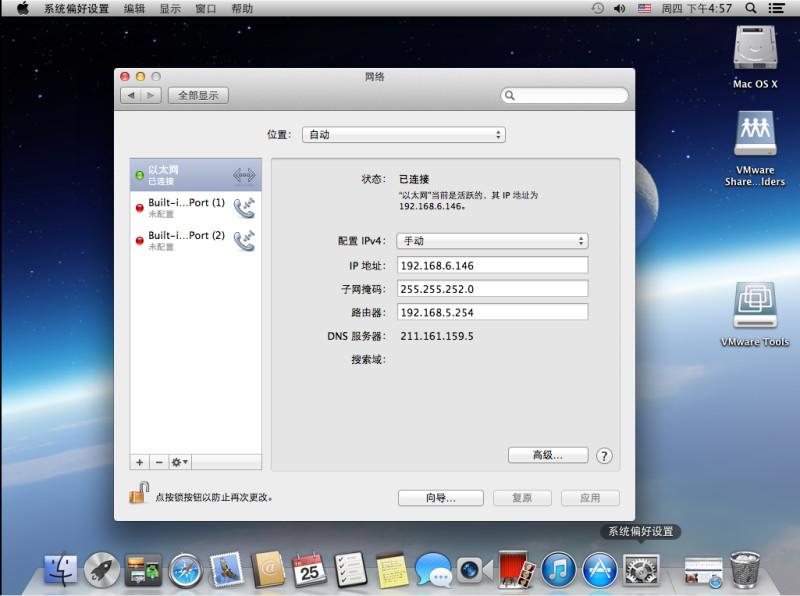 系统偏好设置 编辑 显示 窗口 帮助 周四 下午4:57
网络
全部显示
位置: 自动
以太网
已连接
Built-i...Port (1)
未配置
Built-i...Port (2)
未配置
状态: 已连接
“以太网”当前是活跃的，其 IP 地址为
192.168.6.146。
配置 IPv4: 手动
IP 地址: 192.168.6.146
子网掩码: 255.255.252.0
路由器: 192.168.5.254
DNS 服务器: 211.161.159.5
搜索域:
高级... ?
点按锁按钮以防止再次更改。
向导... 复原 应用
Mac OS X
VMware
Share...lders
VMware Tools
系统偏好设置
25